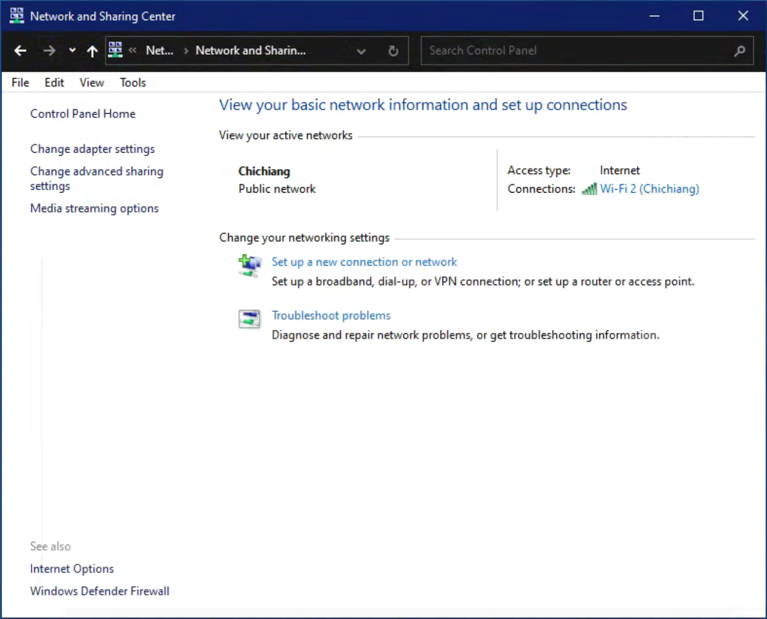 Network and Sharing Center
« Net... › Network and Sharin...
Search Control Panel
File Edit View Tools
Control Panel Home
Change adapter settings
Change advanced sharing
settings
Media streaming options
View your basic network information and set up connections
View your active networks
Chichiang
Public network
Access type: Internet
Connections: Wi-Fi 2 (Chichiang)
Change your networking settings
Set up a new connection or network
Set up a broadband, dial-up, or VPN connection; or set up a router or access point.
Troubleshoot problems
Diagnose and repair network problems, or get troubleshooting information.
See also
Internet Options
Windows Defender Firewall